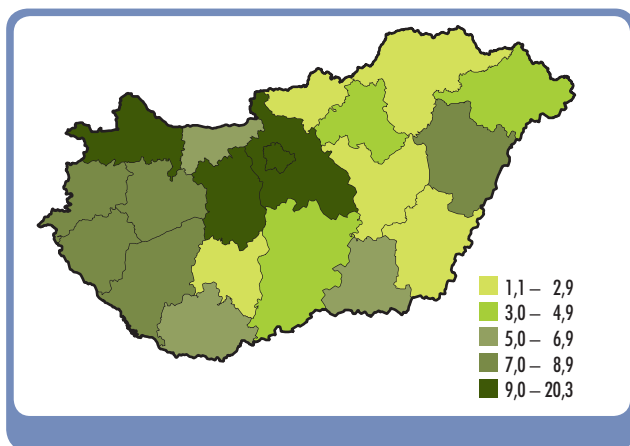 1,1 – 2,9
3,0 – 4,9
5,0 – 6,9
7,0 – 8,9
9,0 – 20,3